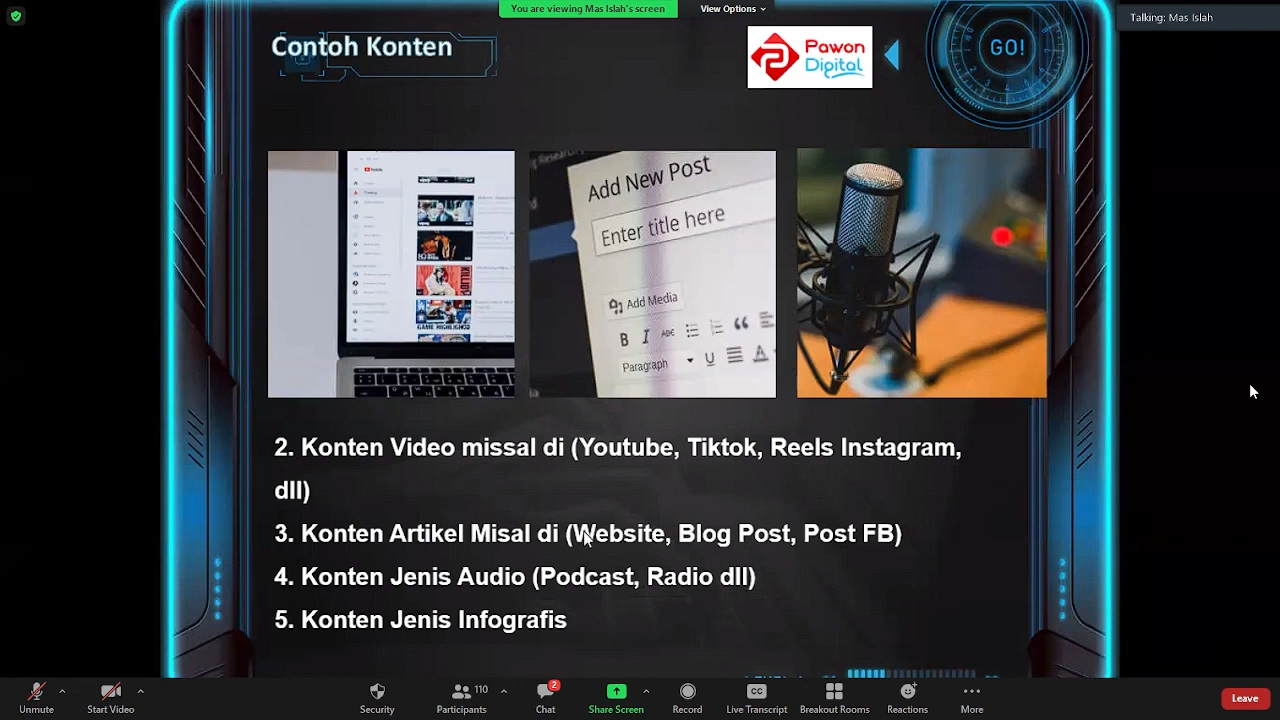 You are viewing Mas Islah's screen
View Options
Talking: Mas Islah
Contoh Konten
Pawon
Digital
GO!
Add New Post
Enter title here
Add Media
B I ABC
Paragraph U A
2. Konten Video missal di (Youtube, Tiktok, Reels Instagram,
dll)
3. Konten Artikel Misal di (Website, Blog Post, Post FB)
4. Konten Jenis Audio (Podcast, Radio dll)
5. Konten Jenis Infografis
Unmute
Start Video
Security
Participants 110
Chat 2
Share Screen
Record
CC
Live Transcript
Breakout Rooms
Reactions
More
Leave